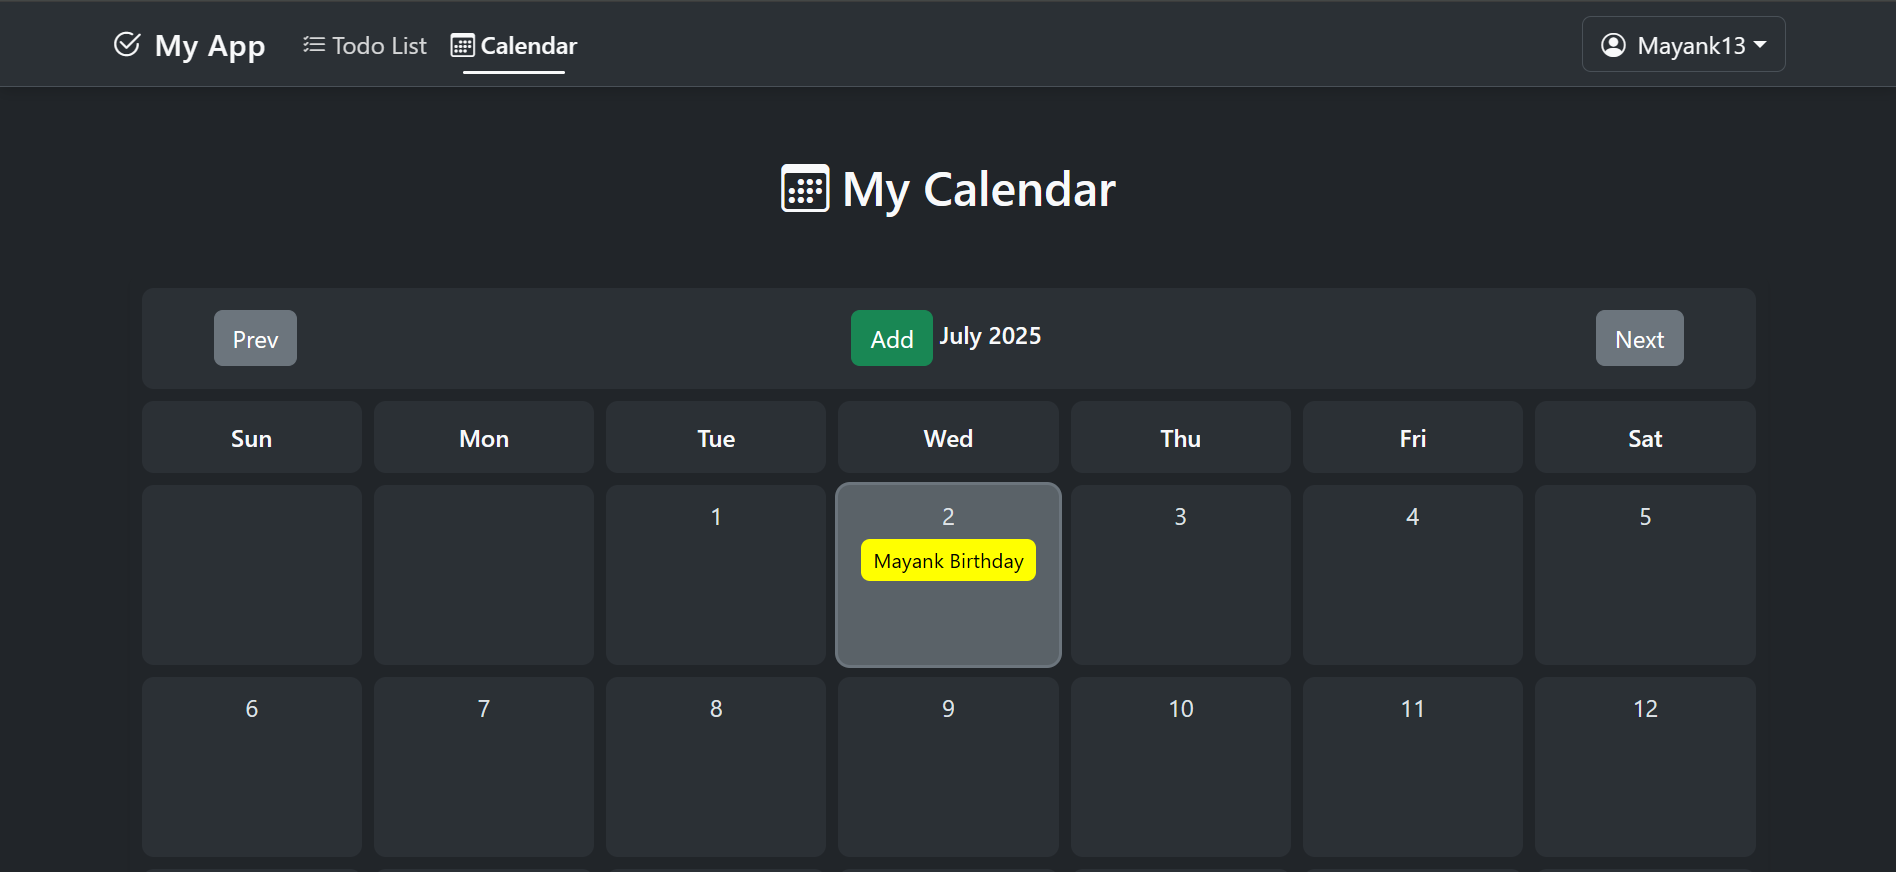 My App Todo List Calendar Mayank13
My Calendar
Prev Add July 2025 Next
Sun Mon Tue Wed Thu Fri Sat
1 2 3 4 5
Mayank Birthday
6 7 8 9 10 11 12